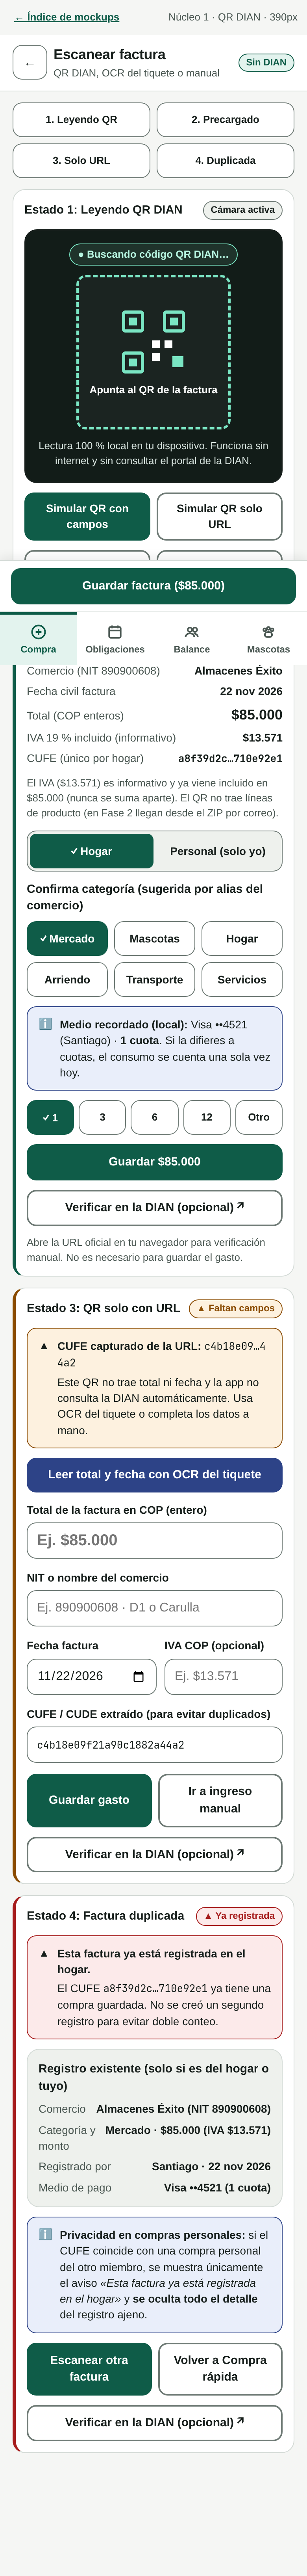 ← Índice de mockups
Núcleo 1 · QR DIAN · 390px
←
Escanear factura
QR DIAN, OCR del tiquete o manual
Sin DIAN
1. Leyendo QR
2. Precargado
3. Solo URL
4. Duplicada
Estado 1: Leyendo QR DIAN
Cámara activa
● Buscando código QR DIAN…
Apunta al QR de la factura
Lectura 100 % local en tu dispositivo. Funciona sin
internet y sin consultar el portal de la DIAN.
Simular QR con
campos
Simular QR solo
URL
Guardar factura ($85.000)
Compra
Obligaciones
Balance
Mascotas
Comercio (NIT 890900608)
Almacenes Éxito
Fecha civil factura
22 nov 2026
Total (COP enteros)
$85.000
IVA 19 % incluido (informativo)
$13.571
CUFE (único por hogar)
a8f39d2c…710e92e1
El IVA ($13.571) es informativo y ya viene incluido en
$85.000 (nunca se suma aparte). El QR no trae líneas
de producto (en Fase 2 llegan desde el ZIP por correo).
✓ Hogar
Personal (solo yo)
Confirma categoría (sugerida por alias del
comercio)
✓ Mercado
Mascotas
Hogar
Arriendo
Transporte
Servicios
ℹ️ Medio recordado (local): Visa ••4521
(Santiago) · 1 cuota. Si la difieres a
cuotas, el consumo se cuenta una sola vez
hoy.
✓ 1
3
6
12
Otro
Guardar $85.000
Verificar en la DIAN (opcional) ↗
Abre la URL oficial en tu navegador para verificación
manual. No es necesario para guardar el gasto.
Estado 3: QR solo con URL
▲ Faltan campos
▲ CUFE capturado de la URL: c4b18e09…4
4a2
Este QR no trae total ni fecha y la app no
consulta la DIAN automáticamente. Usa
OCR del tiquete o completa los datos a
mano.
Leer total y fecha con OCR del tiquete
Total de la factura en COP (entero)
Ej. $85.000
NIT o nombre del comercio
Ej. 890900608 · D1 o Carulla
Fecha factura
IVA COP (opcional)
11/22/2026
Ej. $13.571
CUFE / CUDE extraído (para evitar duplicados)
c4b18e09f21a90c1882a44a2
Guardar gasto
Ir a ingreso
manual
Verificar en la DIAN (opcional) ↗
Estado 4: Factura duplicada
▲ Ya registrada
▲ Esta factura ya está registrada en el
hogar.
El CUFE a8f39d2c…710e92e1 ya tiene una
compra guardada. No se creó un segundo
registro para evitar doble conteo.
Registro existente (solo si es del hogar o
tuyo)
Comercio
Almacenes Éxito (NIT 890900608)
Categoría y
monto
Mercado · $85.000 (IVA $13.571)
Registrado por
Santiago · 22 nov 2026
Medio de pago
Visa ••4521 (1 cuota)
ℹ️ Privacidad en compras personales: si el
CUFE coincide con una compra personal
del otro miembro, se muestra únicamente
el aviso «Esta factura ya está registrada
en el hogar» y se oculta todo el detalle
del registro ajeno.
Escanear otra
factura
Volver a Compra
rápida
Verificar en la DIAN (opcional) ↗